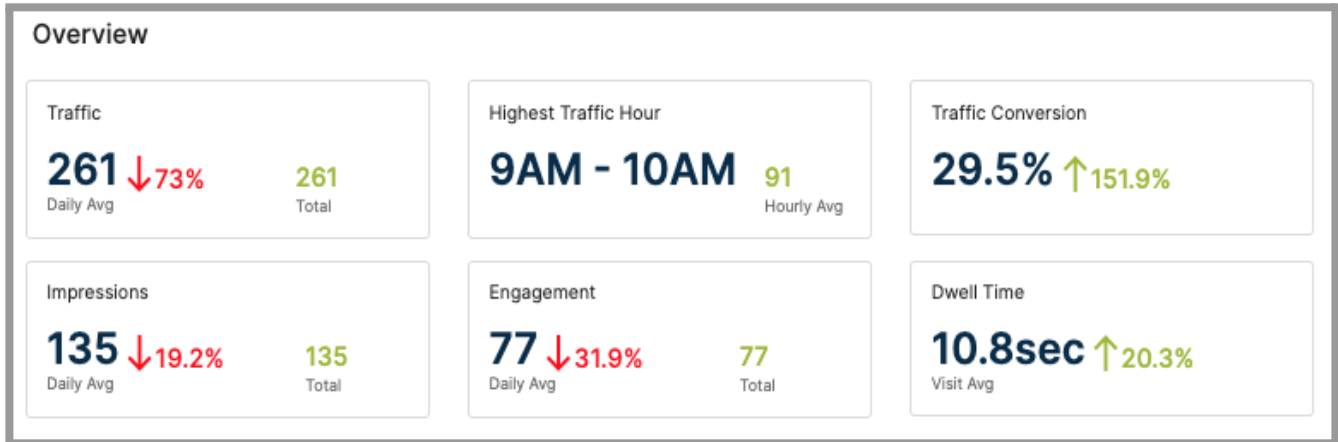 Overview
Traffic
261 ↓73% 261
Daily Avg Total
Highest Traffic Hour
9AM - 10AM 91
Hourly Avg
Traffic Conversion
29.5% ↑151.9%
Impressions
135 ↓19.2% 135
Daily Avg Total
Engagement
77 ↓31.9% 77
Daily Avg Total
Dwell Time
10.8sec ↑20.3%
Visit Avg